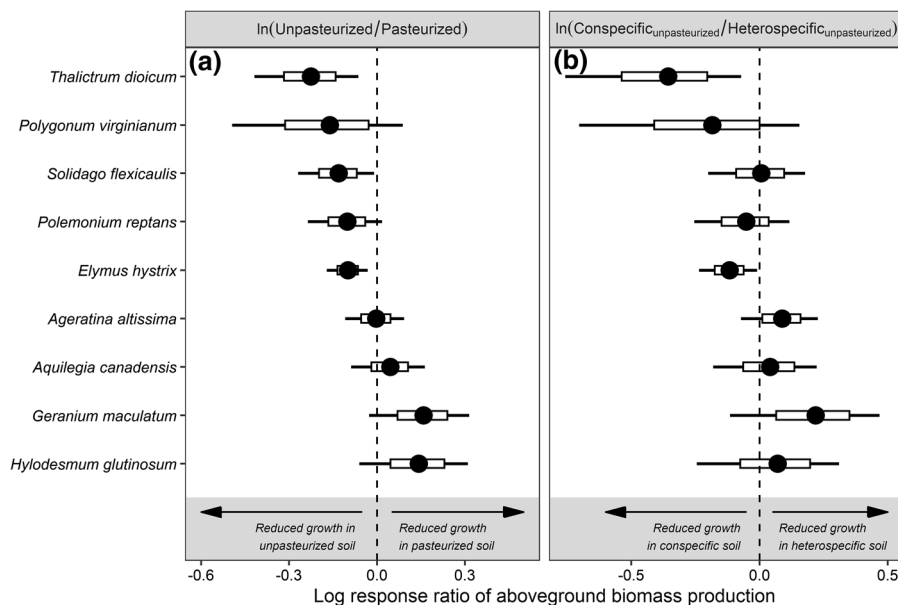 ln(Unpasteurized/Pasteurized)
ln(Conspecificunpasteurized/Heterospecificunpasteurized)
(a)
(b)
Thalictrum dioicum
Polygonum virginianum
Solidago flexicaulis
Polemonium reptans
Elymus hystrix
Ageratina altissima
Aquilegia canadensis
Geranium maculatum
Hylodesmum glutinosum
Reduced growth in
unpasteurized soil
Reduced growth
in pasteurized soil
Reduced growth
in conspecific soil
Reduced growth
in heterospecific soil
-0.6 -0.3 0.0 0.3
-0.5 0.0 0.5
Log response ratio of aboveground biomass production